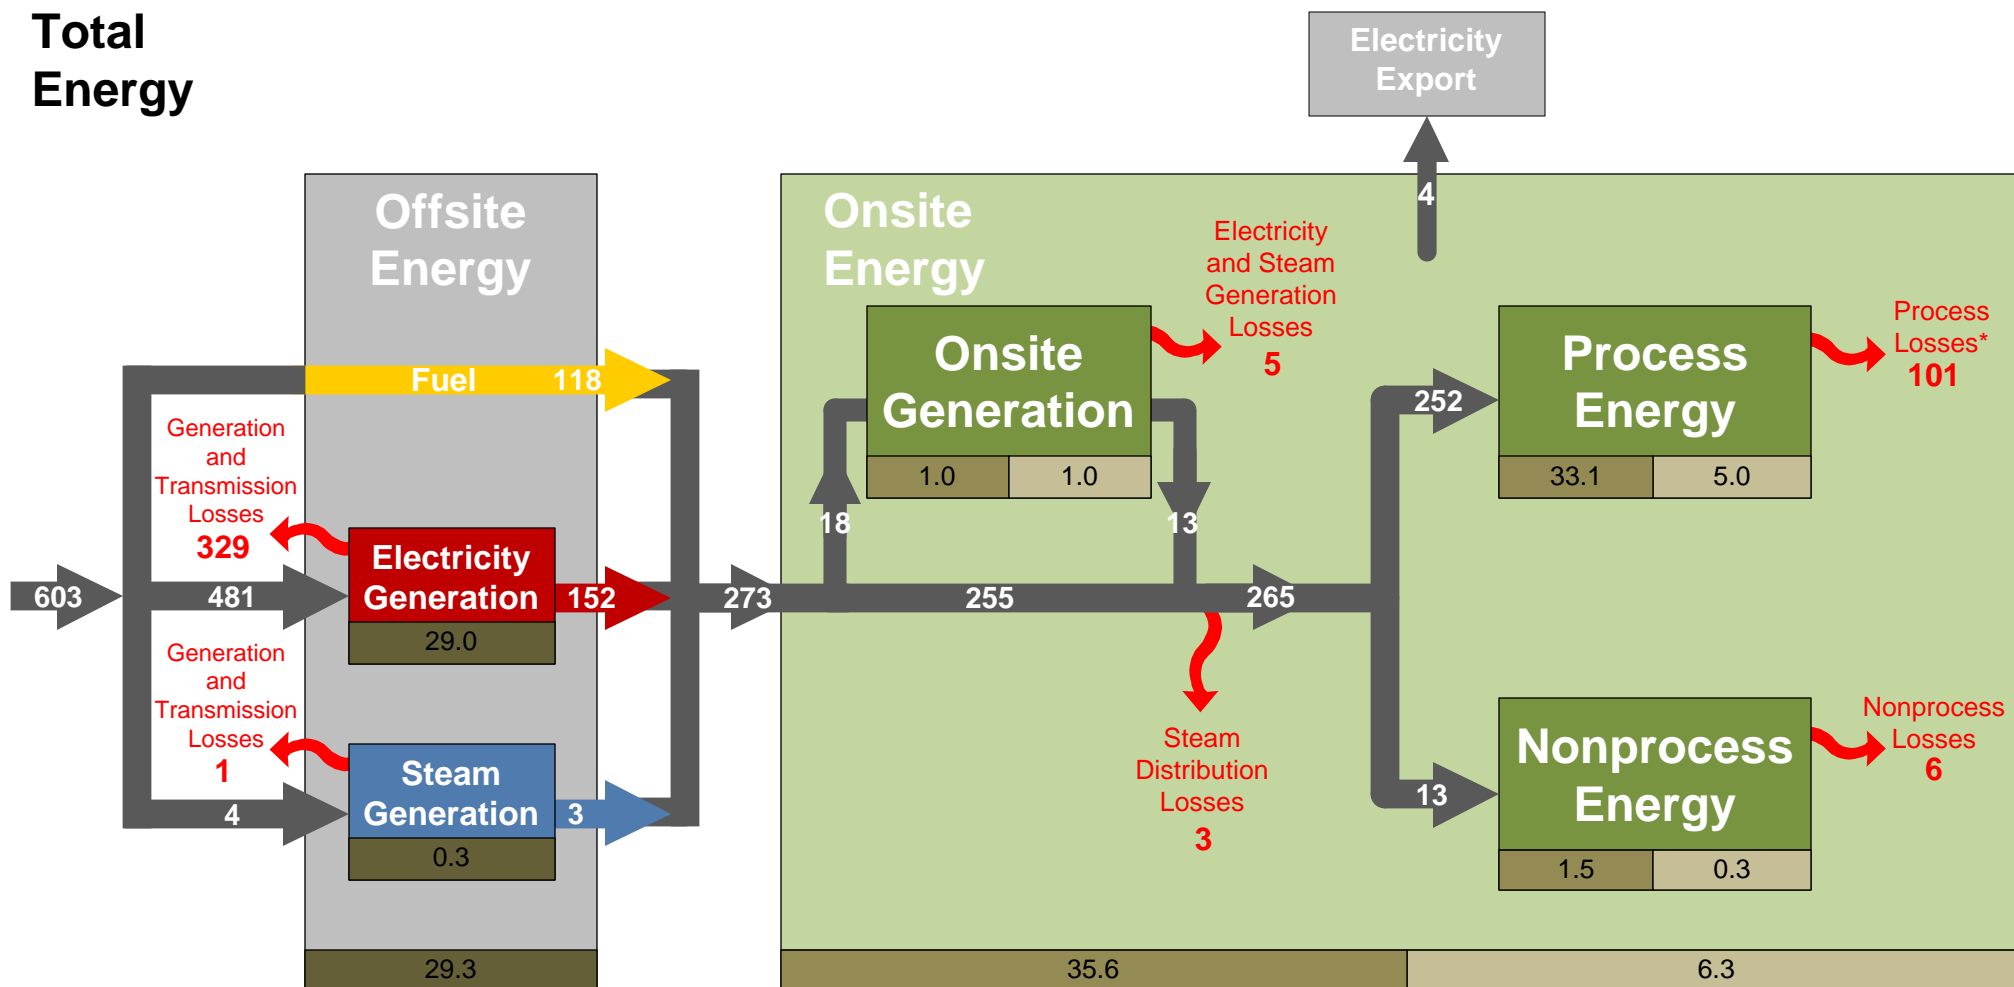 Total
Energy
Electricity
Export
4
Offsite
Energy
Fuel 118
Generation
and
Transmission
Losses
329
Electricity
Generation
29.0
603
481
152
273
Generation
and
Transmission
Losses
1
Steam
Generation
0.3
4
3
29.3
Onsite
Energy
Onsite
Generation
1.0 1.0
18
13
Electricity
and Steam
Generation
Losses
5
255
265
Steam
Distribution
Losses
3
252
Process
Energy
33.1 5.0
Process
Losses*
101
13
Nonprocess
Energy
1.5 0.3
Nonprocess
Losses
6
35.6 6.3